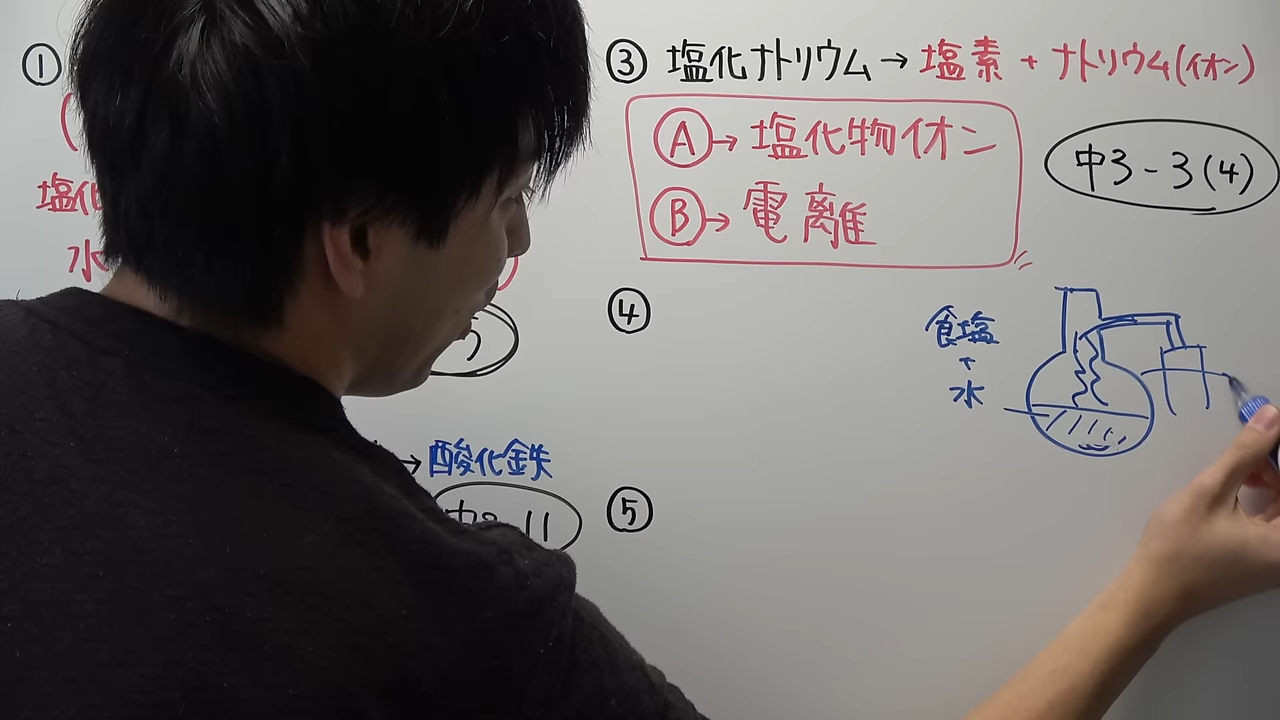 ①
塩化
水
酸化鉄
③ 塩化ナトリウム → 塩素 + ナトリウム(イオン)
Ⓐ→ 塩化物イオン
Ⓑ→ 電離
中3-3(4)
④
食塩
+
水
⑤